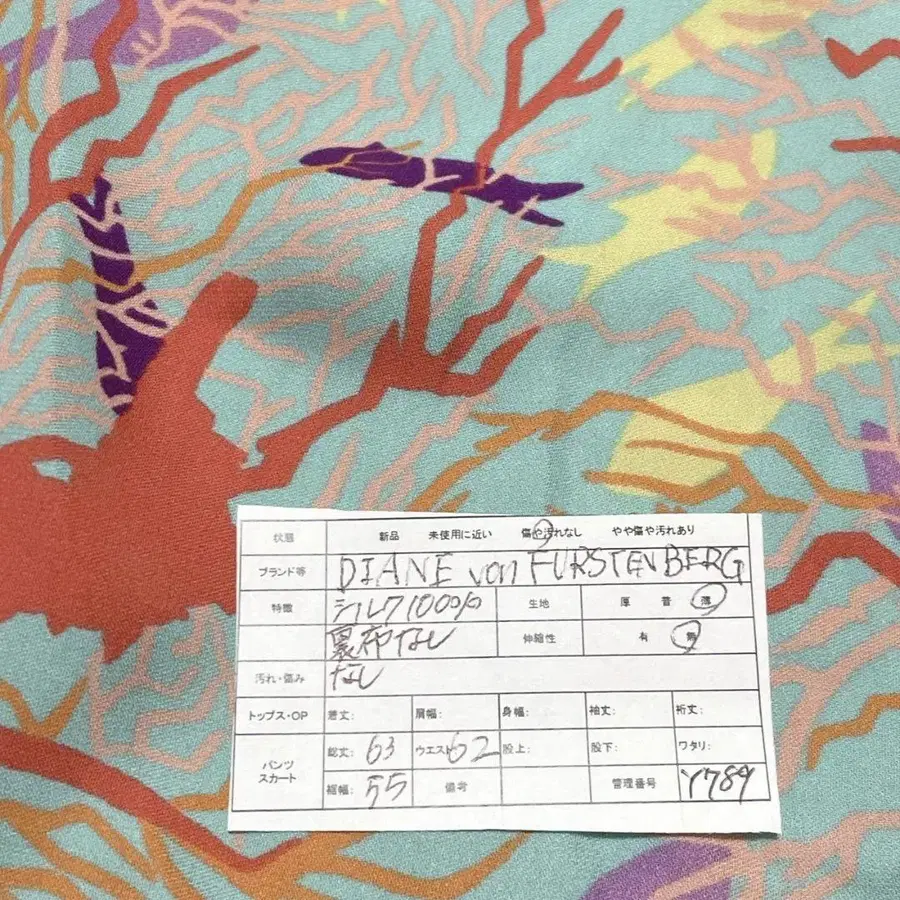 状態 新品 未使用に近い 傷や汚れなし やや傷や汚れあり
ブランド等 DIANE von FURSTENBERG
特徴 シルク100% 生地 厚 普 薄
裏布なし 伸縮性 有 無
汚れ・傷み なし
トップス・OP 着丈: 肩幅: 身幅: 袖丈: 裄丈:
パンツ スカート 総丈: 63 ウエスト 62 股上: 股下: ワタリ:
裾幅: 55 備考 管理番号 Y789